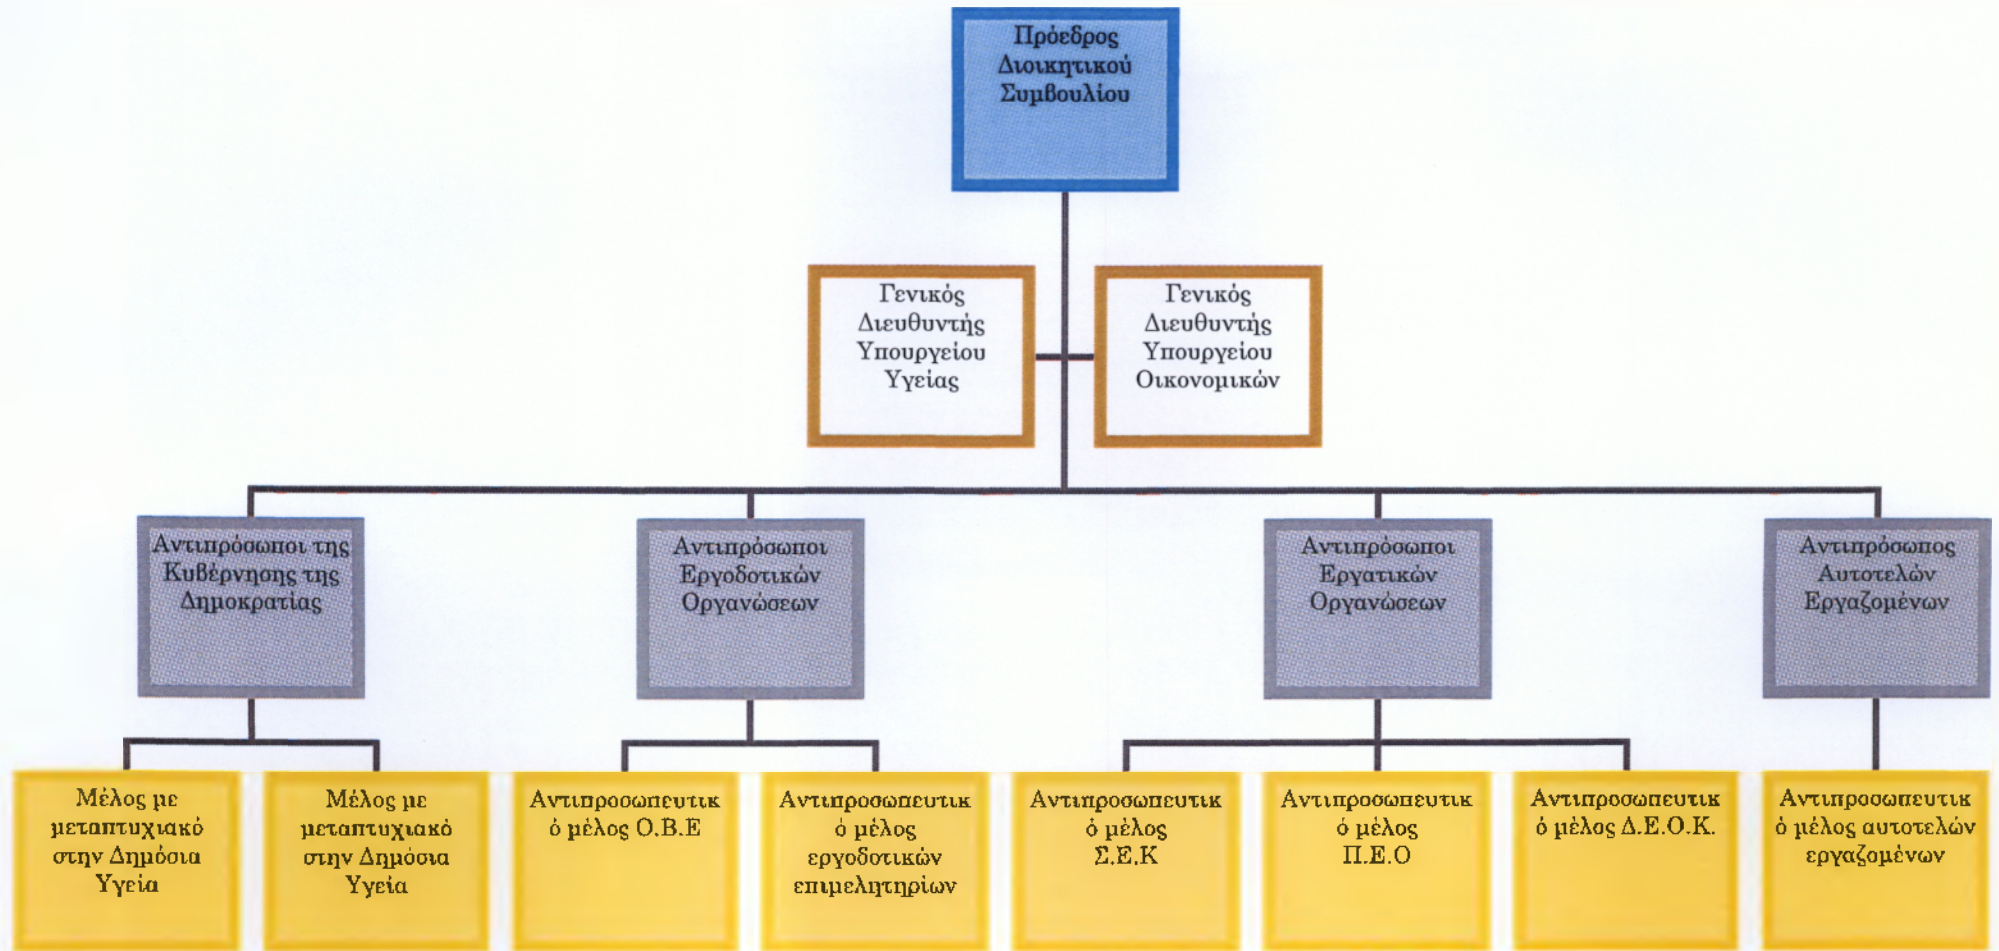 Πρόεδρος
Διοικητικού
Συμβουλίου
Γενικός
Διευθυντής
Υπουργείου
Υγείας
Γενικός
Διευθυντής
Υπουργείου
Οικονομικών
Αντιπρόσωποι της
Κυβέρνησης της
Δημοκρατίας
Αντιπρόσωποι
Εργοδοτικών
Οργανώσεων
Αντιπρόσωποι
Εργατικών
Οργανώσεων
Αντιπρόσωπος
Αυτοτελών
Εργαζομένων
Μέλος με
μεταπτυχιακό
στην Δημόσια
Υγεία
Μέλος με
μεταπτυχιακό
στην Δημόσια
Υγεία
Αντιπροσωπευτικ
ό μέλος Ο.Β.Ε
Αντιπροσωπευτικ
ό μέλος
εργοδοτικών
επιμελητηρίων
Αντιπροσωπευτικ
ό μέλος
Σ.Ε.Κ
Αντιπροσωπευτικ
ό μέλος
Π.Ε.Ο
Αντιπροσωπευτικ
ό μέλος Δ.Ε.Ο.Κ.
Αντιπροσωπευτικ
ό μέλος αυτοτελών
εργαζομένων